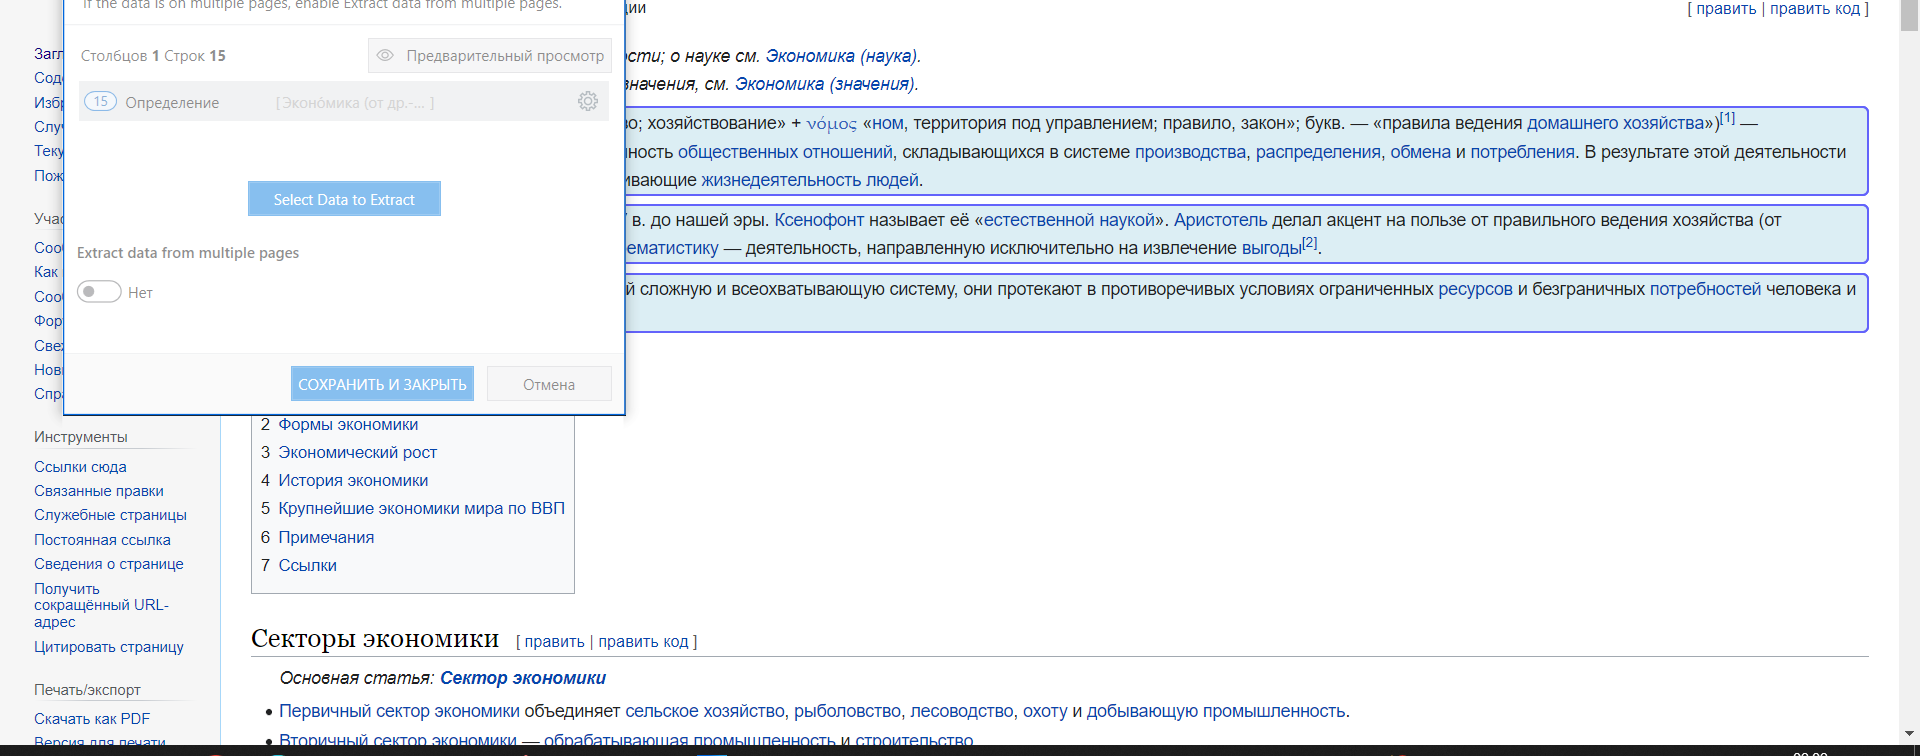 If the data is on multiple pages, enable Extract data from multiple pages.
Столбцов 1 Строк 15
Предварительный просмотр
15 Определение [ Эконо́мика (от др.-... ]
Select Data to Extract
Extract data from multiple pages
Нет
СОХРАНИТЬ И ЗАКРЫТЬ
Отмена
[ править | править код ]
сти; о науке см. Экономика (наука).
значения, см. Экономика (значения).
во; хозяйствование» + νόμος «ном, территория под управлением; правило, закон»; букв. — «правила ведения домашнего хозяйства»)[1] —
ность общественных отношений, складывающихся в системе производства, распределения, обмена и потребления. В результате этой деятельности
ивающие жизнедеятельность людей.
в. до нашей эры. Ксенофонт называет её «естественной наукой». Аристотель делал акцент на пользе от правильного ведения хозяйства (от
ематистику — деятельность, направленную исключительно на извлечение выгоды[2].
й сложную и всеохватывающую систему, они протекают в противоречивых условиях ограниченных ресурсов и безграничных потребностей человека и
Загл
Сод
Избр
Случ
Теку
Пож
Учас
Сооб
Как
Сооб
Фор
Свеж
Нов
Спра
Инструменты
Ссылки сюда
Связанные правки
Служебные страницы
Постоянная ссылка
Сведения о странице
Получить
сокращённый URL-
адрес
Цитировать страницу
Печать/экспорт
Скачать как PDF
Версия для печати
2 Формы экономики
3 Экономический рост
4 История экономики
5 Крупнейшие экономики мира по ВВП
6 Примечания
7 Ссылки
Секторы экономики [ править | править код ]
Основная статья: Сектор экономики
• Первичный сектор экономики объединяет сельское хозяйство, рыболовство, лесоводство, охоту и добывающую промышленность.
• Вторичный сектор экономики — обрабатывающая промышленность и строительство.